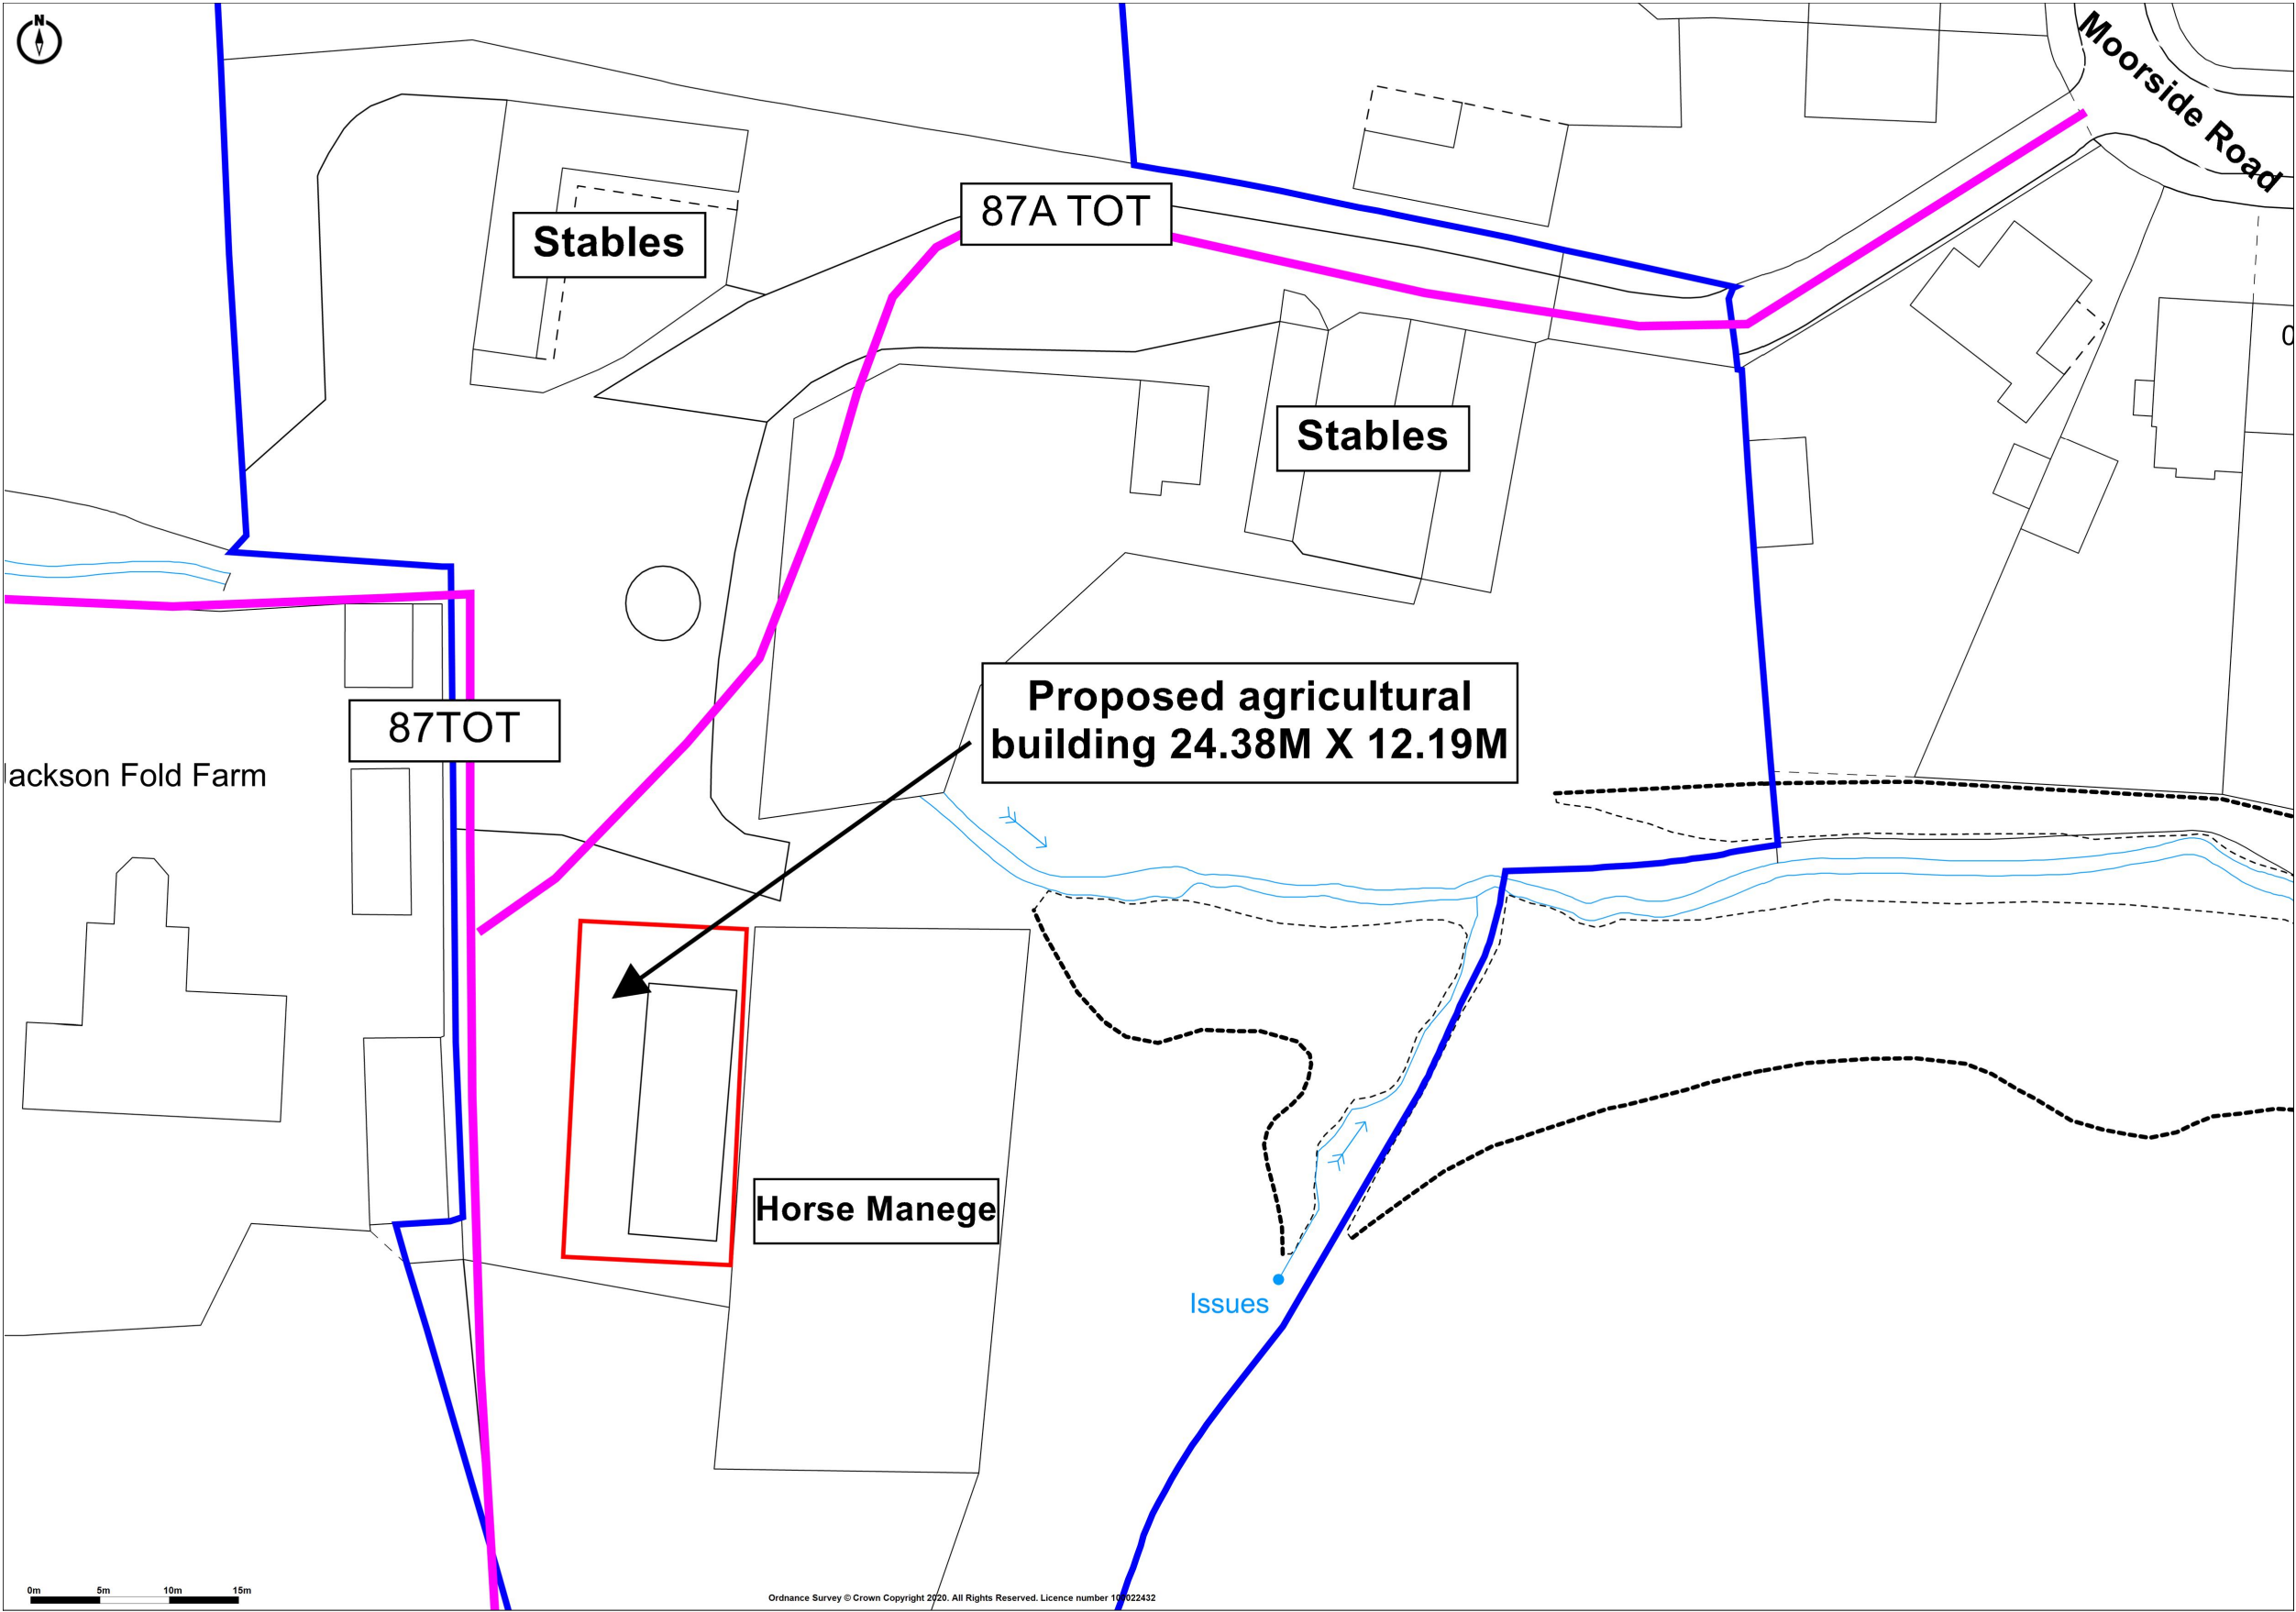 N
Moorside Road
87A TOT
Stables
Stables
Proposed agricultural
building 24.38M X 12.19M
87TOT
Jackson Fold Farm
Horse Manege
Issues
0m 5m 10m 15m
Ordnance Survey © Crown Copyright 2020. All Rights Reserved. Licence number